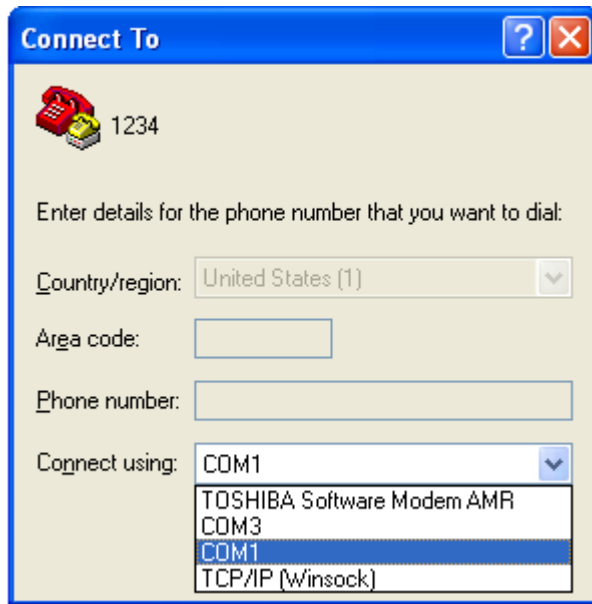 Connect To
1234
Enter details for the phone number that you want to dial:
Country/region: United States (1)
Area code:
Phone number:
Connect using: COM1
TOSHIBA Software Modem AMR
COM3
COM1
TCP/IP (Winsock)